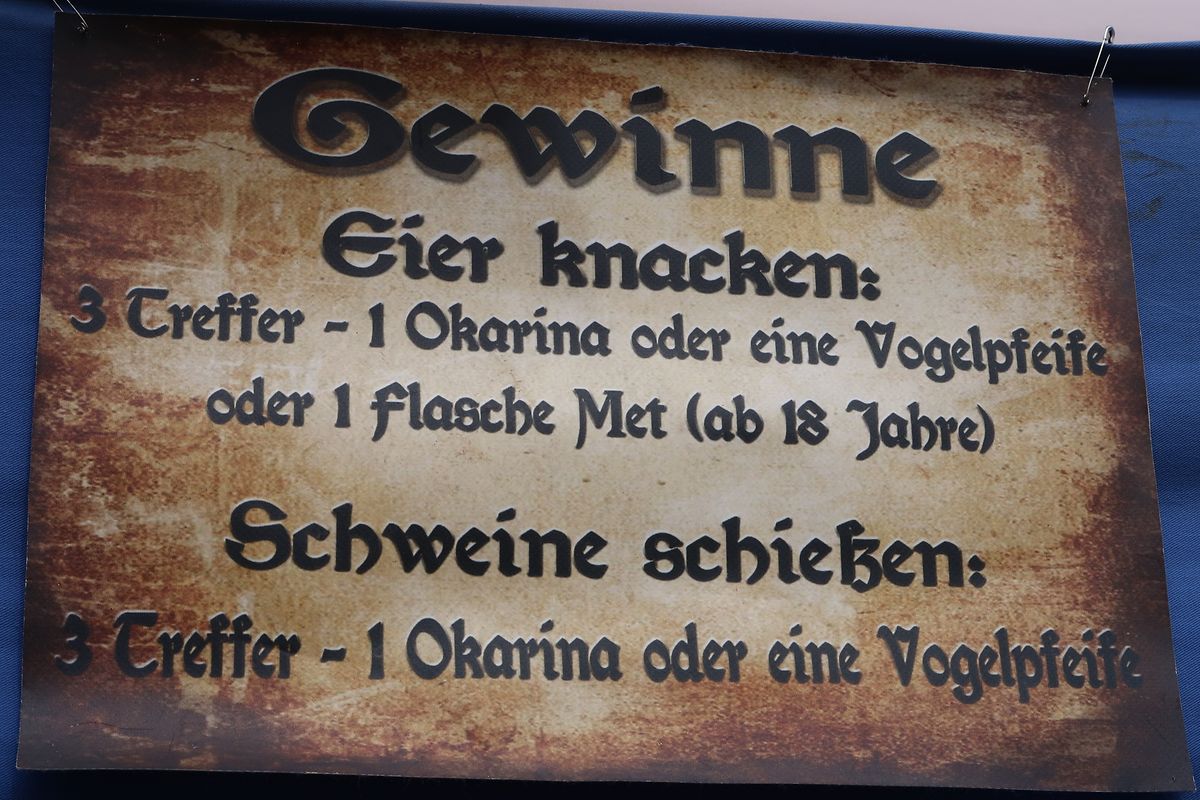 Gewinne
Eier knacken:
3 Treffer - 1 Okarina oder eine Vogelpfeife
oder 1 Flasche Met (ab 18 Jahre)
Schweine schießen:
3 Treffer - 1 Okarina oder eine Vogelpfeife